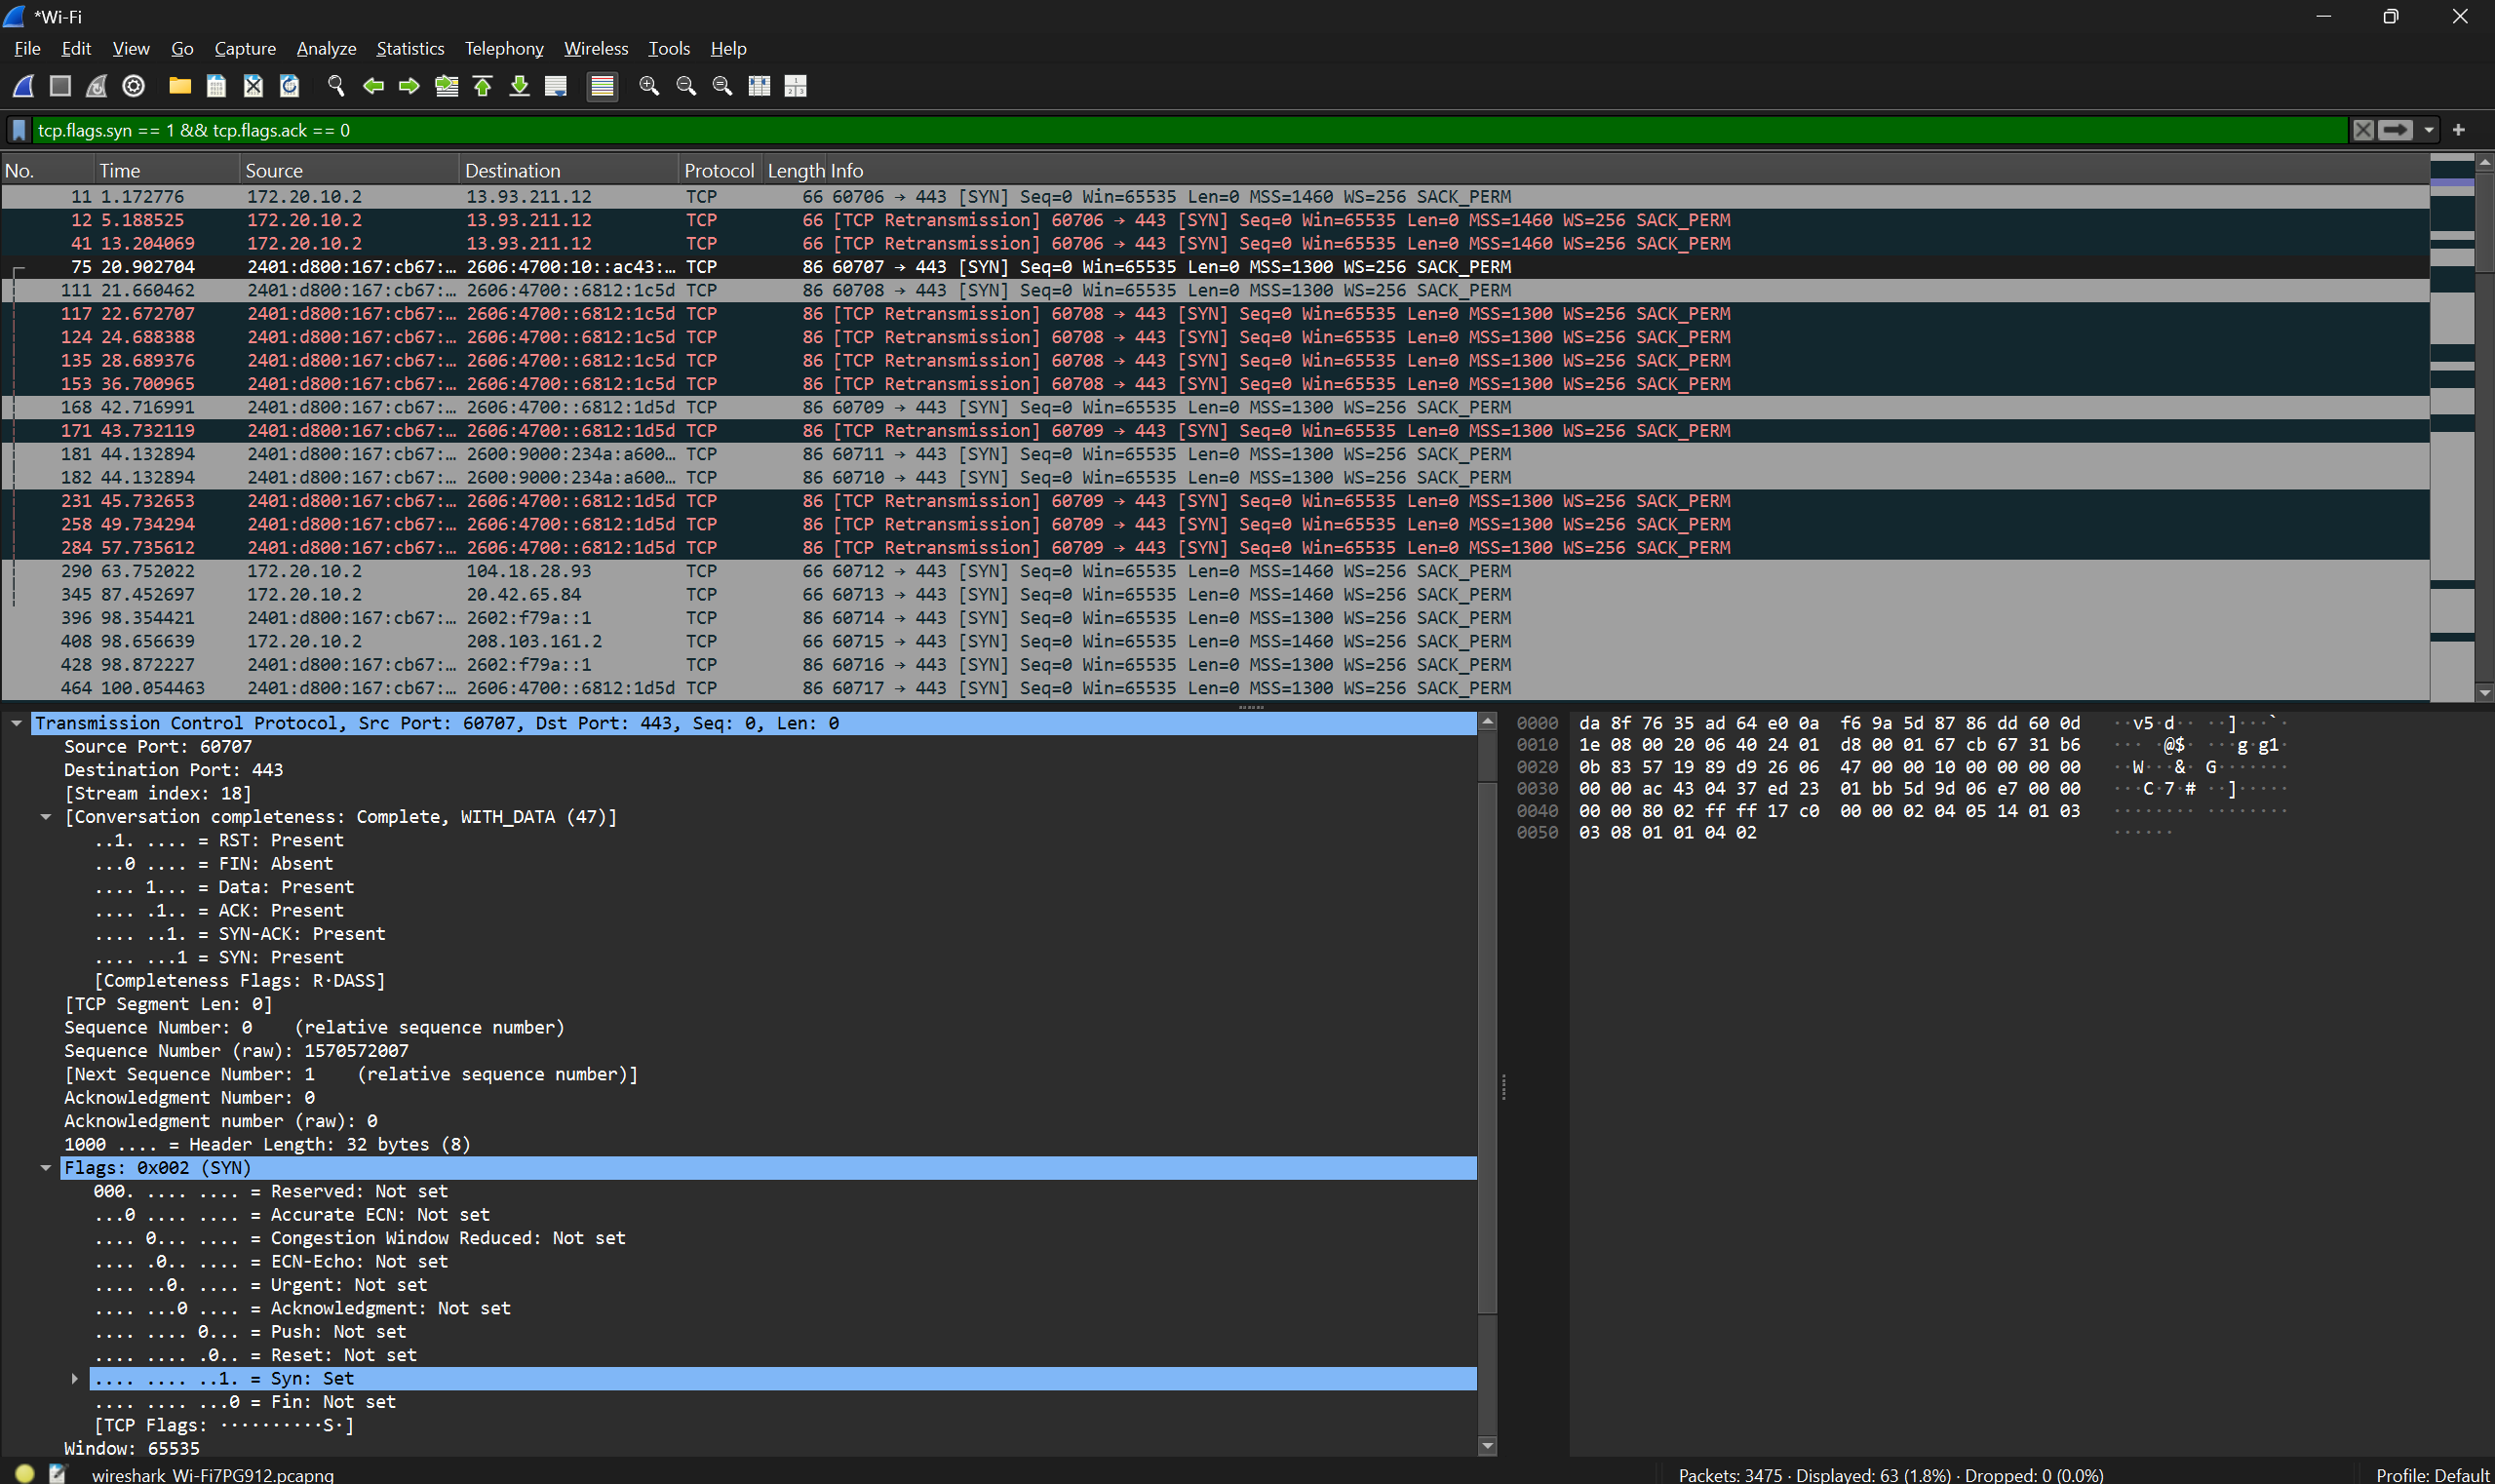 *Wi-Fi
File Edit View Go Capture Analyze Statistics Telephony Wireless Tools Help
tcp.flags.syn == 1 && tcp.flags.ack == 0
No. Time Source Destination Protocol Length Info
11 1.172776 172.20.10.2 13.93.211.12 TCP 66 60706 → 443 [SYN] Seq=0 Win=65535 Len=0 MSS=1460 WS=256 SACK_PERM
12 5.188525 172.20.10.2 13.93.211.12 TCP 66 [TCP Retransmission] 60706 → 443 [SYN] Seq=0 Win=65535 Len=0 MSS=1460 WS=256 SACK_PERM
41 13.204069 172.20.10.2 13.93.211.12 TCP 66 [TCP Retransmission] 60706 → 443 [SYN] Seq=0 Win=65535 Len=0 MSS=1460 WS=256 SACK_PERM
75 20.902704 2401:d800:167:cb67:… 2606:4700:10::ac43:… TCP 86 60707 → 443 [SYN] Seq=0 Win=65535 Len=0 MSS=1300 WS=256 SACK_PERM
111 21.660462 2401:d800:167:cb67:… 2606:4700::6812:1c5d TCP 86 60708 → 443 [SYN] Seq=0 Win=65535 Len=0 MSS=1300 WS=256 SACK_PERM
117 22.672707 2401:d800:167:cb67:… 2606:4700::6812:1c5d TCP 86 [TCP Retransmission] 60708 → 443 [SYN] Seq=0 Win=65535 Len=0 MSS=1300 WS=256 SACK_PERM
124 24.688388 2401:d800:167:cb67:… 2606:4700::6812:1c5d TCP 86 [TCP Retransmission] 60708 → 443 [SYN] Seq=0 Win=65535 Len=0 MSS=1300 WS=256 SACK_PERM
135 28.689376 2401:d800:167:cb67:… 2606:4700::6812:1c5d TCP 86 [TCP Retransmission] 60708 → 443 [SYN] Seq=0 Win=65535 Len=0 MSS=1300 WS=256 SACK_PERM
153 36.700965 2401:d800:167:cb67:… 2606:4700::6812:1c5d TCP 86 [TCP Retransmission] 60708 → 443 [SYN] Seq=0 Win=65535 Len=0 MSS=1300 WS=256 SACK_PERM
168 42.716991 2401:d800:167:cb67:… 2606:4700::6812:1d5d TCP 86 60709 → 443 [SYN] Seq=0 Win=65535 Len=0 MSS=1300 WS=256 SACK_PERM
171 43.732119 2401:d800:167:cb67:… 2606:4700::6812:1d5d TCP 86 [TCP Retransmission] 60709 → 443 [SYN] Seq=0 Win=65535 Len=0 MSS=1300 WS=256 SACK_PERM
181 44.132894 2401:d800:167:cb67:… 2600:9000:234a:a600… TCP 86 60711 → 443 [SYN] Seq=0 Win=65535 Len=0 MSS=1300 WS=256 SACK_PERM
182 44.132894 2401:d800:167:cb67:… 2600:9000:234a:a600… TCP 86 60710 → 443 [SYN] Seq=0 Win=65535 Len=0 MSS=1300 WS=256 SACK_PERM
231 45.732653 2401:d800:167:cb67:… 2606:4700::6812:1d5d TCP 86 [TCP Retransmission] 60709 → 443 [SYN] Seq=0 Win=65535 Len=0 MSS=1300 WS=256 SACK_PERM
258 49.734294 2401:d800:167:cb67:… 2606:4700::6812:1d5d TCP 86 [TCP Retransmission] 60709 → 443 [SYN] Seq=0 Win=65535 Len=0 MSS=1300 WS=256 SACK_PERM
284 57.735612 2401:d800:167:cb67:… 2606:4700::6812:1d5d TCP 86 [TCP Retransmission] 60709 → 443 [SYN] Seq=0 Win=65535 Len=0 MSS=1300 WS=256 SACK_PERM
290 63.752022 172.20.10.2 104.18.28.93 TCP 66 60712 → 443 [SYN] Seq=0 Win=65535 Len=0 MSS=1460 WS=256 SACK_PERM
345 87.452697 172.20.10.2 20.42.65.84 TCP 66 60713 → 443 [SYN] Seq=0 Win=65535 Len=0 MSS=1460 WS=256 SACK_PERM
396 98.354421 2401:d800:167:cb67:… 2602:f79a::1 TCP 86 60714 → 443 [SYN] Seq=0 Win=65535 Len=0 MSS=1300 WS=256 SACK_PERM
408 98.656639 172.20.10.2 208.103.161.2 TCP 66 60715 → 443 [SYN] Seq=0 Win=65535 Len=0 MSS=1460 WS=256 SACK_PERM
428 98.872227 2401:d800:167:cb67:… 2602:f79a::1 TCP 86 60716 → 443 [SYN] Seq=0 Win=65535 Len=0 MSS=1300 WS=256 SACK_PERM
464 100.054463 2401:d800:167:cb67:… 2606:4700::6812:1d5d TCP 86 60717 → 443 [SYN] Seq=0 Win=65535 Len=0 MSS=1300 WS=256 SACK_PERM
Transmission Control Protocol, Src Port: 60707, Dst Port: 443, Seq: 0, Len: 0
Source Port: 60707
Destination Port: 443
[Stream index: 18]
[Conversation completeness: Complete, WITH_DATA (47)]
..1. .... = RST: Present
...0 .... = FIN: Absent
.... 1... = Data: Present
.... .1.. = ACK: Present
.... ..1. = SYN-ACK: Present
.... ...1 = SYN: Present
[Completeness Flags: R·DASS]
[TCP Segment Len: 0]
Sequence Number: 0 (relative sequence number)
Sequence Number (raw): 1570572007
[Next Sequence Number: 1 (relative sequence number)]
Acknowledgment Number: 0
Acknowledgment number (raw): 0
1000 .... = Header Length: 32 bytes (8)
Flags: 0x002 (SYN)
000. .... .... = Reserved: Not set
...0 .... .... = Accurate ECN: Not set
.... 0... .... = Congestion Window Reduced: Not set
.... .0.. .... = ECN-Echo: Not set
.... ..0. .... = Urgent: Not set
.... ...0 .... = Acknowledgment: Not set
.... .... 0... = Push: Not set
.... .... .0.. = Reset: Not set
.... .... ..1. = Syn: Set
.... .... ...0 = Fin: Not set
[TCP Flags: ··········S·]
Window: 65535
0000 da 8f 76 35 ad 64 e0 0a f6 9a 5d 87 86 dd 60 0d ··v5·d·· ··]···`·
0010 1e 08 00 20 06 40 24 01 d8 00 01 67 cb 67 31 b6 ··· ·@$· ···g·g1·
0020 0b 83 57 19 89 d9 26 06 47 00 00 10 00 00 00 00 ··W···&· G·······
0030 00 00 ac 43 04 37 ed 23 01 bb 5d 9d 06 e7 00 00 ···C·7·# ··]·····
0040 00 00 80 02 ff ff 17 c0 00 00 02 04 05 14 01 03 ········ ········
0050 03 08 01 01 04 02 ······
wireshark_Wi-Fi7PG912.pcapng
Packets: 3475 · Displayed: 63 (1.8%) · Dropped: 0 (0.0%)
Profile: Default